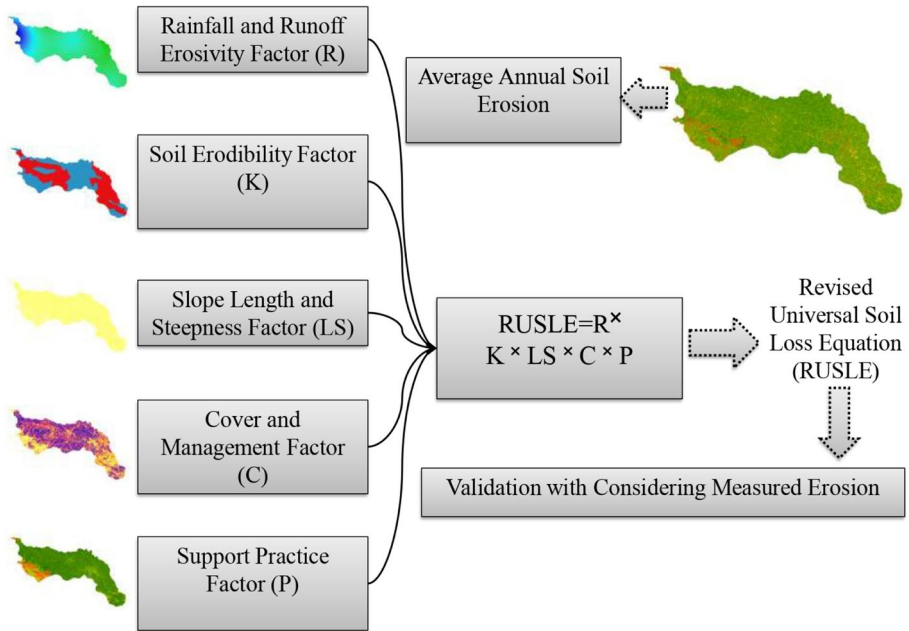 Rainfall and Runoff
Erosivity Factor (R)
Soil Erodibility Factor
(K)
Slope Length and
Steepness Factor (LS)
Cover and
Management Factor
(C)
Support Practice
Factor (P)
Average Annual Soil
Erosion
RUSLE=R×
K × LS × C × P
Revised
Universal Soil
Loss Equation
(RUSLE)
Validation with Considering Measured Erosion